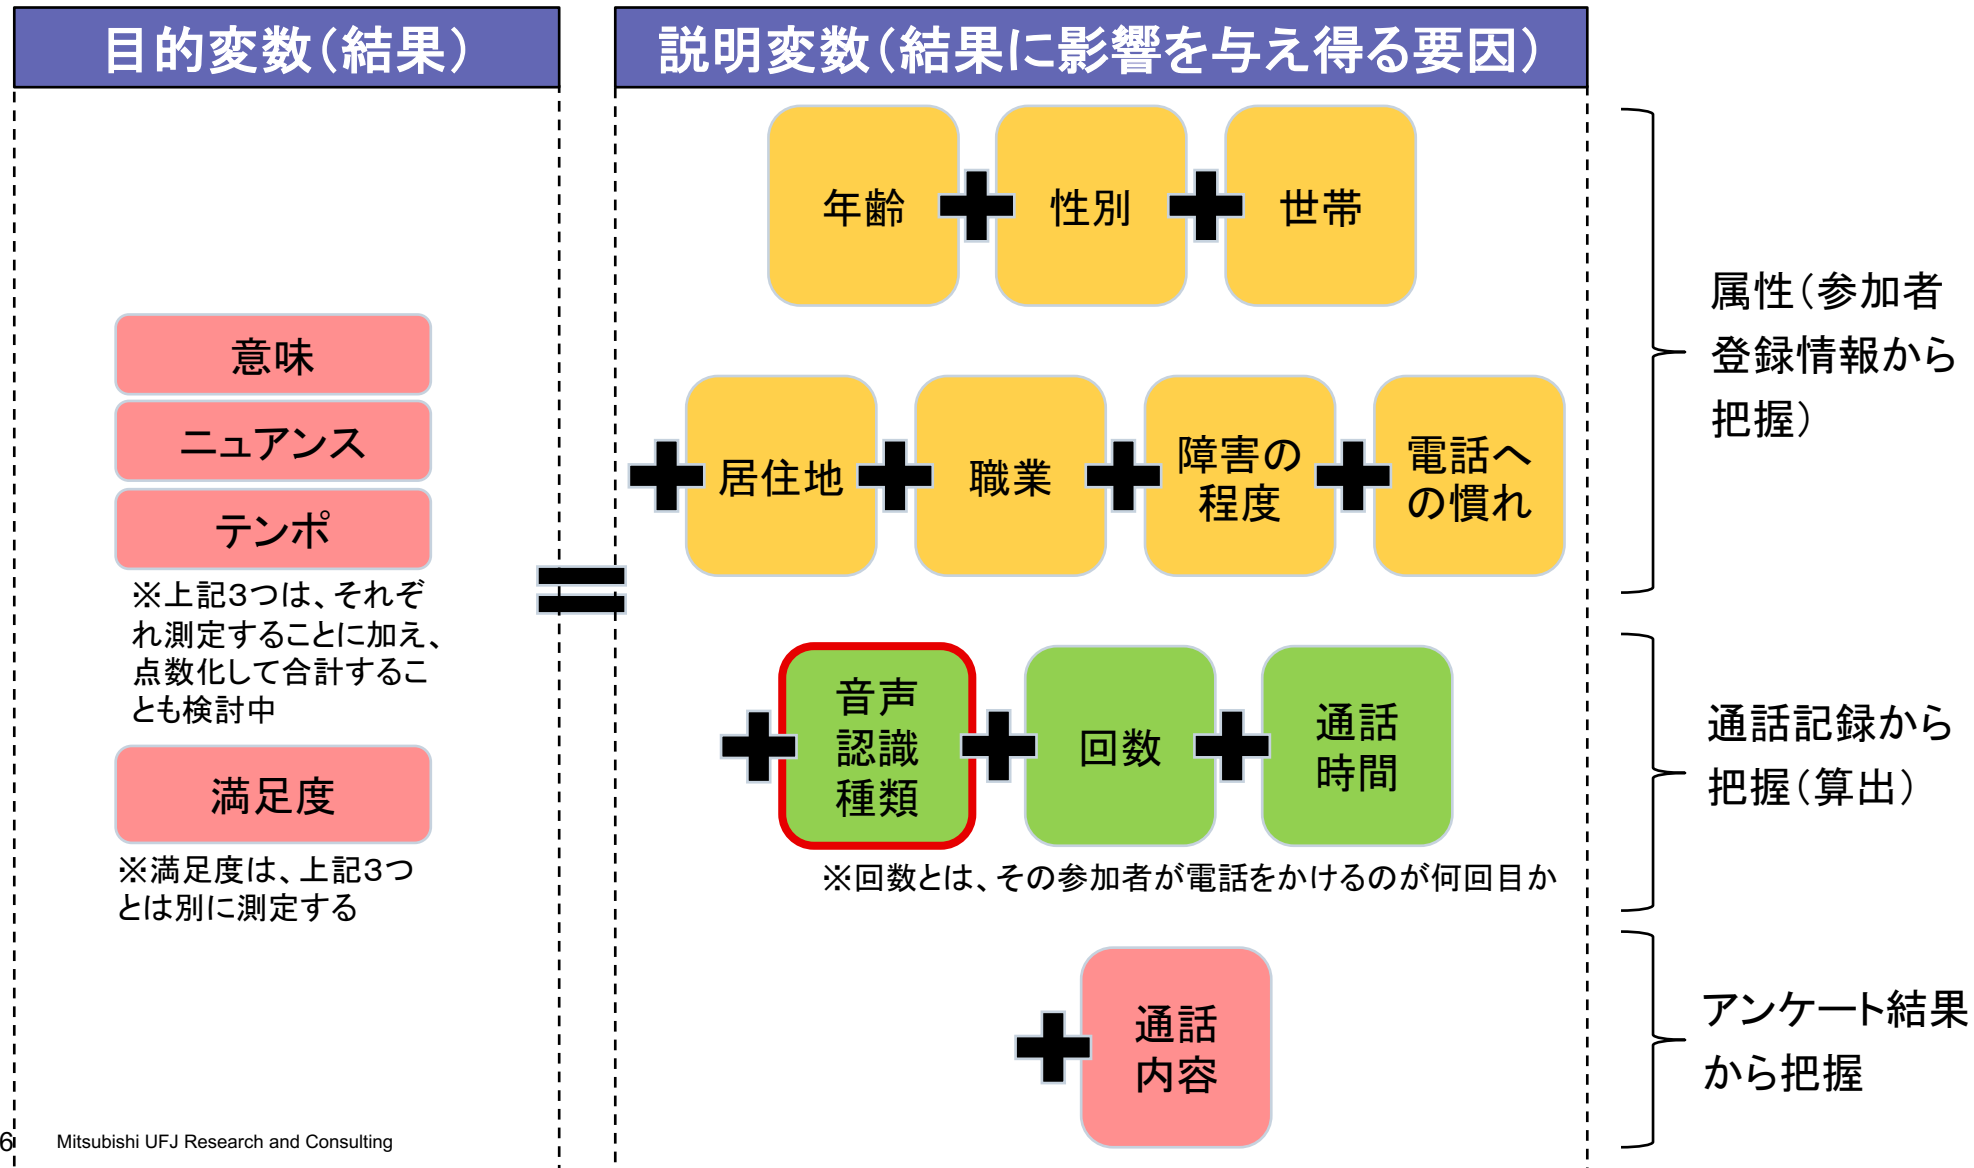 目的変数（結果）
説明変数（結果に影響を与え得る要因）
意味
ニュアンス
テンポ
※上記３つは、それぞ
れ測定することに加え、
点数化して合計するこ
とも検討中
満足度
※満足度は、上記３つ
とは別に測定する
年齢
性別
世帯
居住地
職業
障害の
程度
電話へ
の慣れ
音声
認識
種類
回数
通話
時間
※回数とは、その参加者が電話をかけるのが何回目か
通話
内容
属性（参加者
登録情報から
把握）
通話記録から
把握（算出）
アンケート結果
から把握
6
Mitsubishi UFJ Research and Consulting